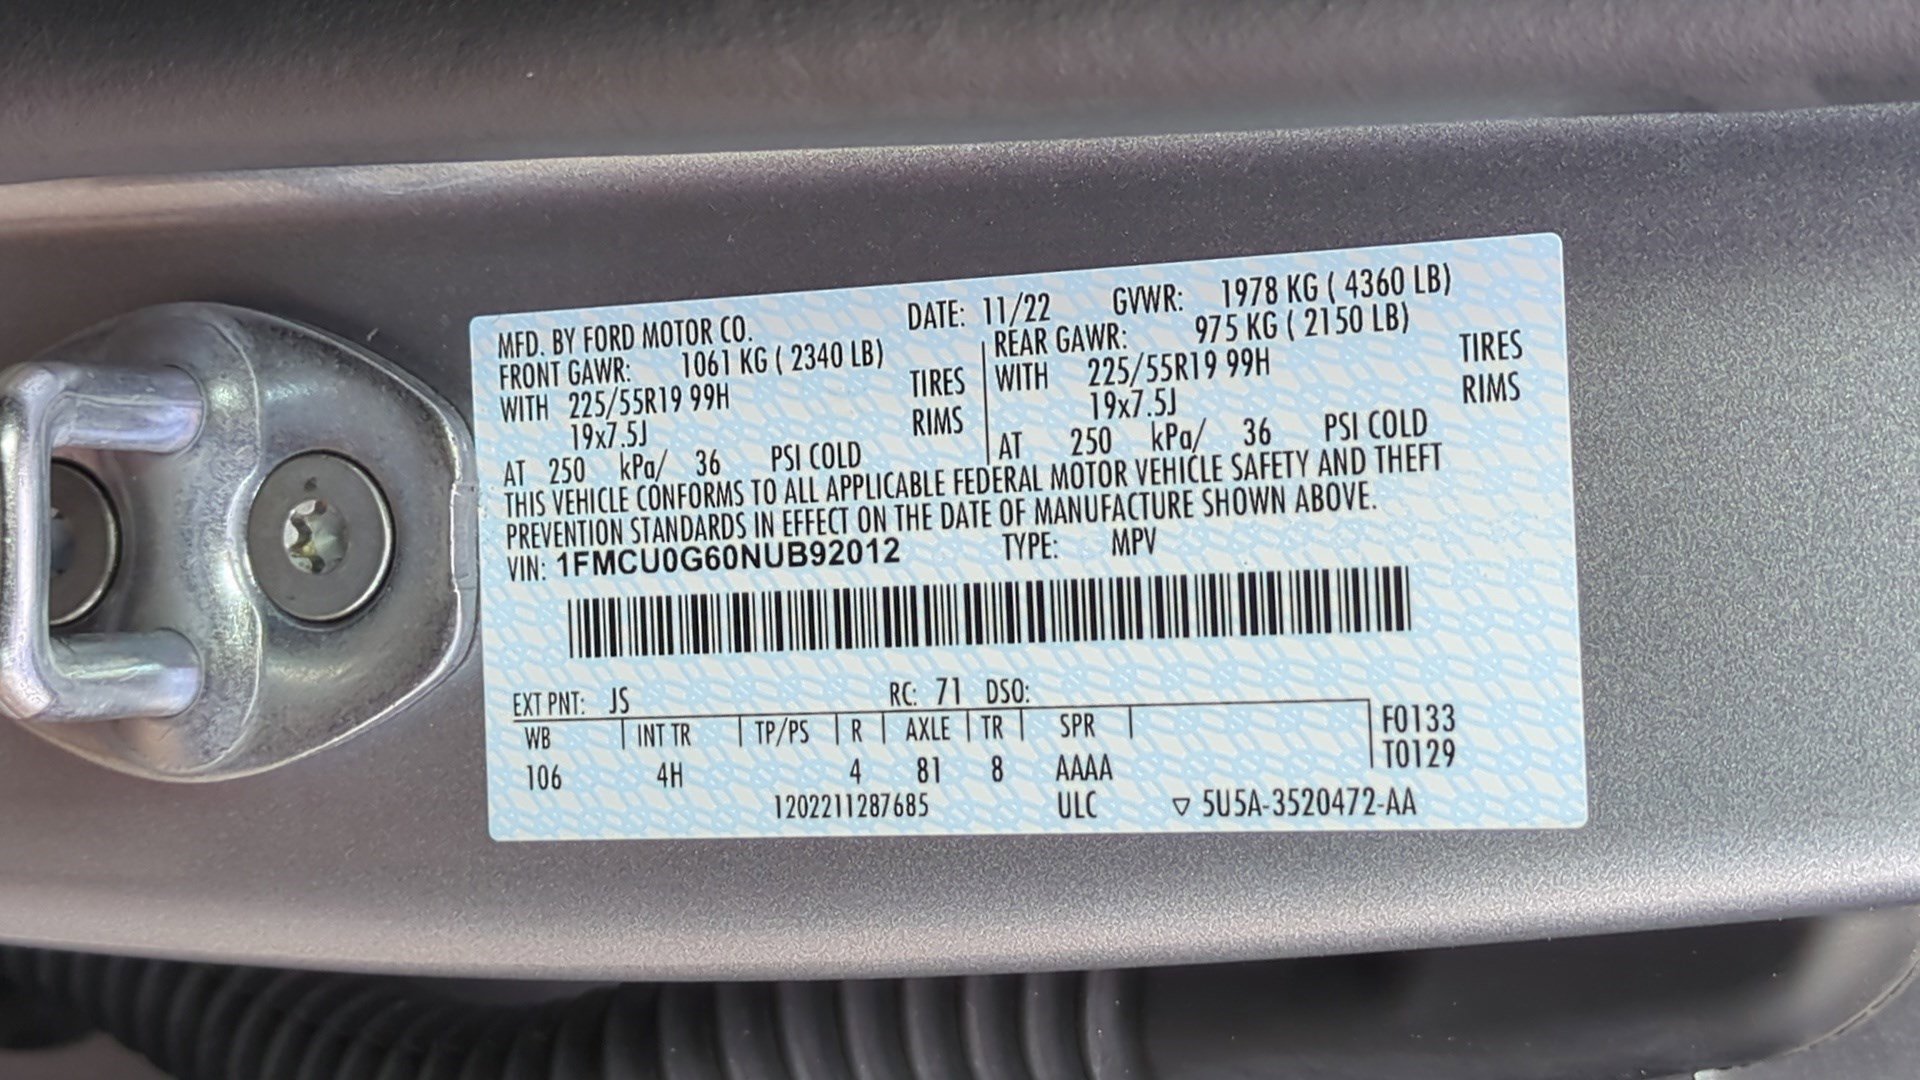 MFD. BY FORD MOTOR CO. DATE: 11/22 GVWR: 1978 KG ( 4360 LB)
FRONT GAWR: 1061 KG ( 2340 LB) REAR GAWR: 975 KG ( 2150 LB)
WITH 225/55R19 99H TIRES WITH 225/55R19 99H TIRES
19x7.5J RIMS 19x7.5J RIMS
AT 250 kPa/ 36 PSI COLD AT 250 kPa/ 36 PSI COLD
THIS VEHICLE CONFORMS TO ALL APPLICABLE FEDERAL MOTOR VEHICLE SAFETY AND THEFT
PREVENTION STANDARDS IN EFFECT ON THE DATE OF MANUFACTURE SHOWN ABOVE.
VIN: 1FMCU0G60NUB92012 TYPE: MPV
EXT PNT: JS RC: 71 DSO:
WB INT TR TP/PS R AXLE TR SPR F0133
106 4H 4 81 8 AAAA T0129
1202211287685 ULC ▽ 5U5A-3520472-AA